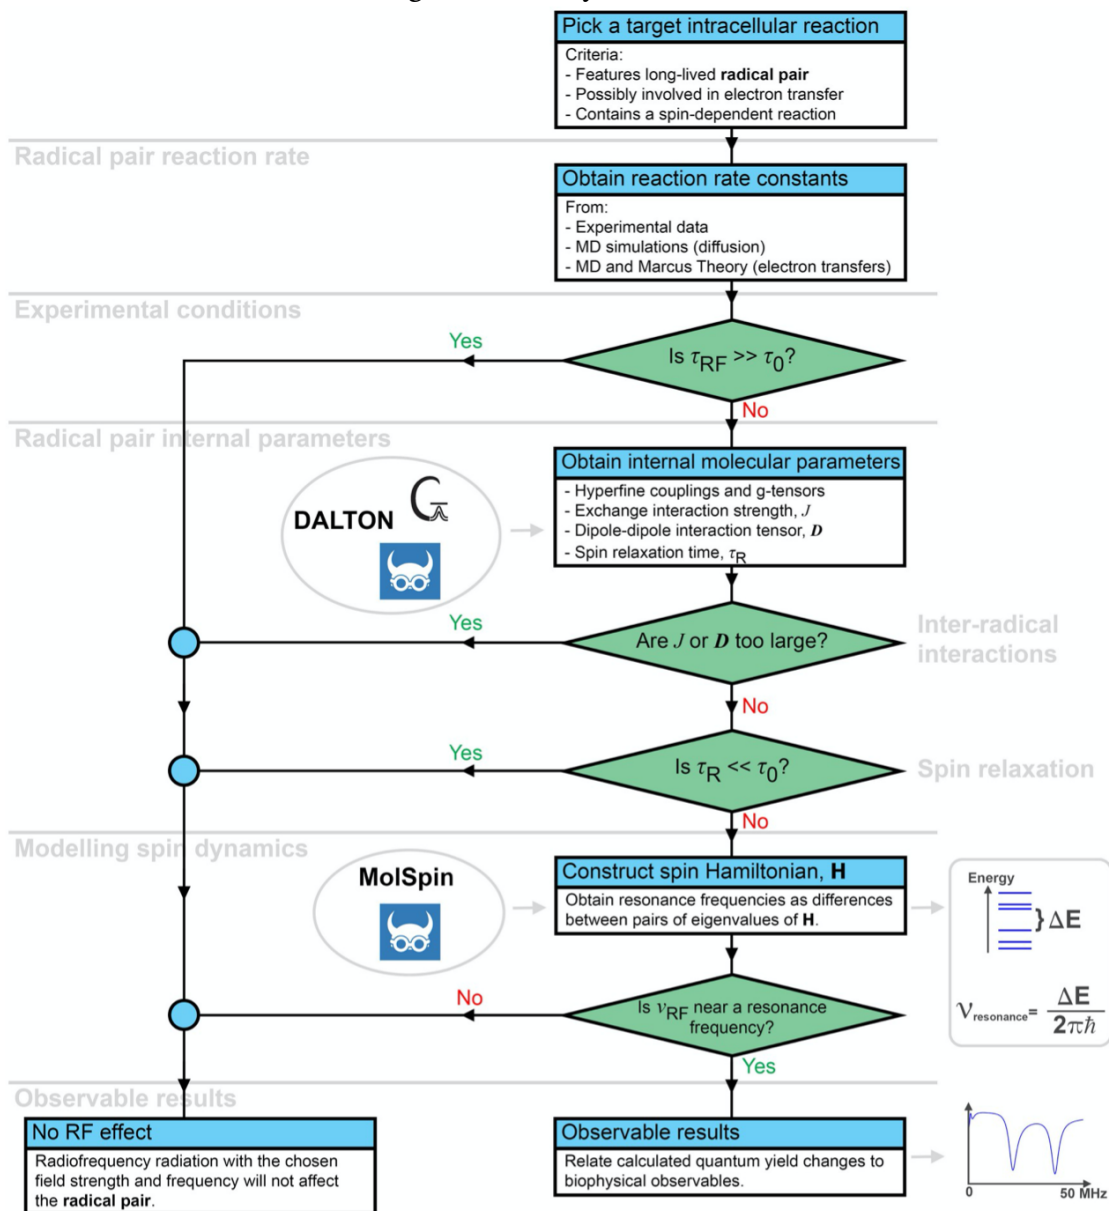 Pick a target intracellular reaction
Criteria:
- Features long-lived radical pair
- Possibly involved in electron transfer
- Contains a spin-dependent reaction
Radical pair reaction rate
Obtain reaction rate constants
From:
- Experimental data
- MD simulations (diffusion)
- MD and Marcus Theory (electron transfers)
Experimental conditions
Yes
Is τRF >> τ0?
No
Radical pair internal parameters
DALTON
Obtain internal molecular parameters
- Hyperfine couplings and g-tensors
- Exchange interaction strength, J
- Dipole-dipole interaction tensor, D
- Spin relaxation time, τR
Yes
Are J or D too large?
Inter-radical
interactions
No
Yes
Is τR << τ0?
Spin relaxation
No
Modelling spin dynamics
MolSpin
Construct spin Hamiltonian, H
Obtain resonance frequencies as differences
between pairs of eigenvalues of H.
Energy
} ΔE
νresonance= ΔE
2πħ
No
Is νRF near a resonance
frequency?
Yes
Observable results
No RF effect
Radiofrequency radiation with the chosen
field strength and frequency will not affect
the radical pair.
Observable results
Relate calculated quantum yield changes to
biophysical observables.
0 50 MHz